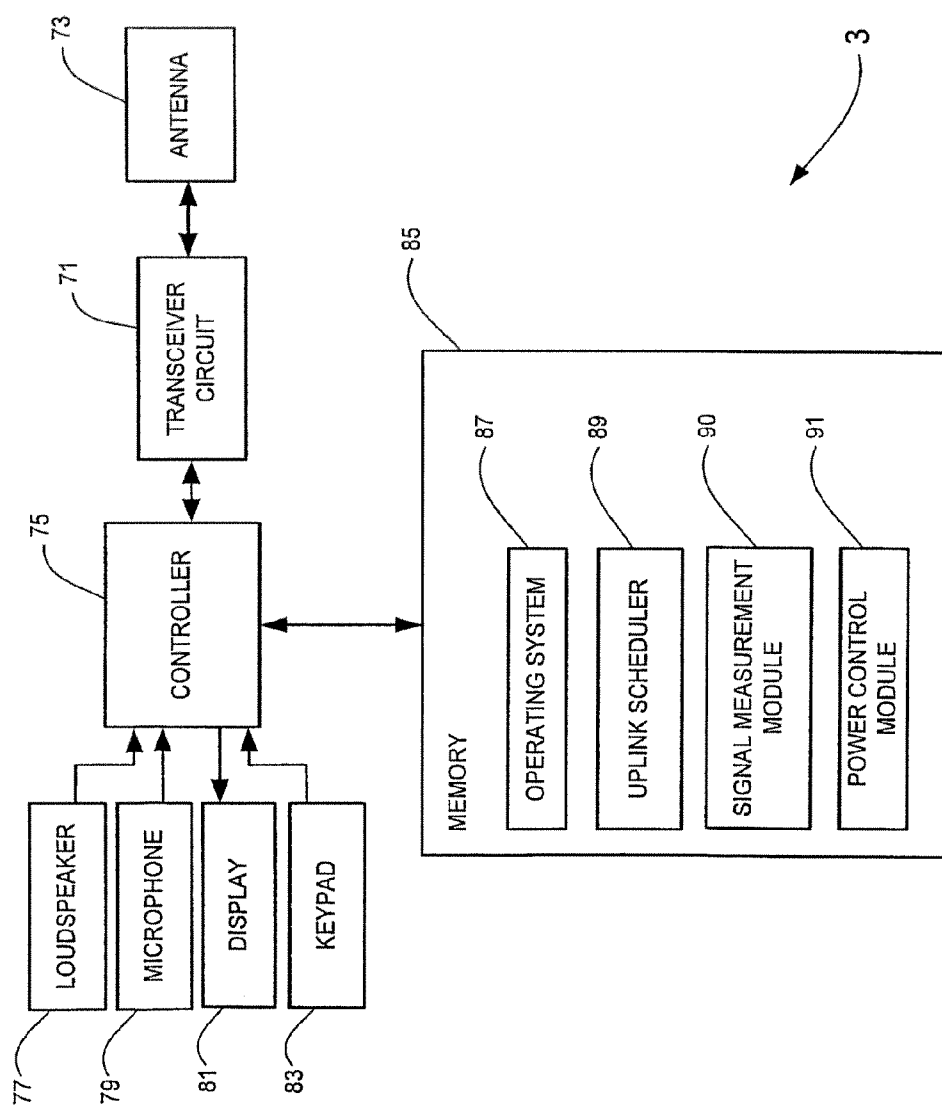 73
ANTENNA
71
TRANSCEIVER
CIRCUIT
75
CONTROLLER
LOUDSPEAKER
77
MICROPHONE
79
DISPLAY
81
KEYPAD
83
3
85
MEMORY
OPERATING SYSTEM
87
UPLINK SCHEDULER
89
SIGNAL MEASUREMENT
MODULE
90
POWER CONTROL
MODULE
91